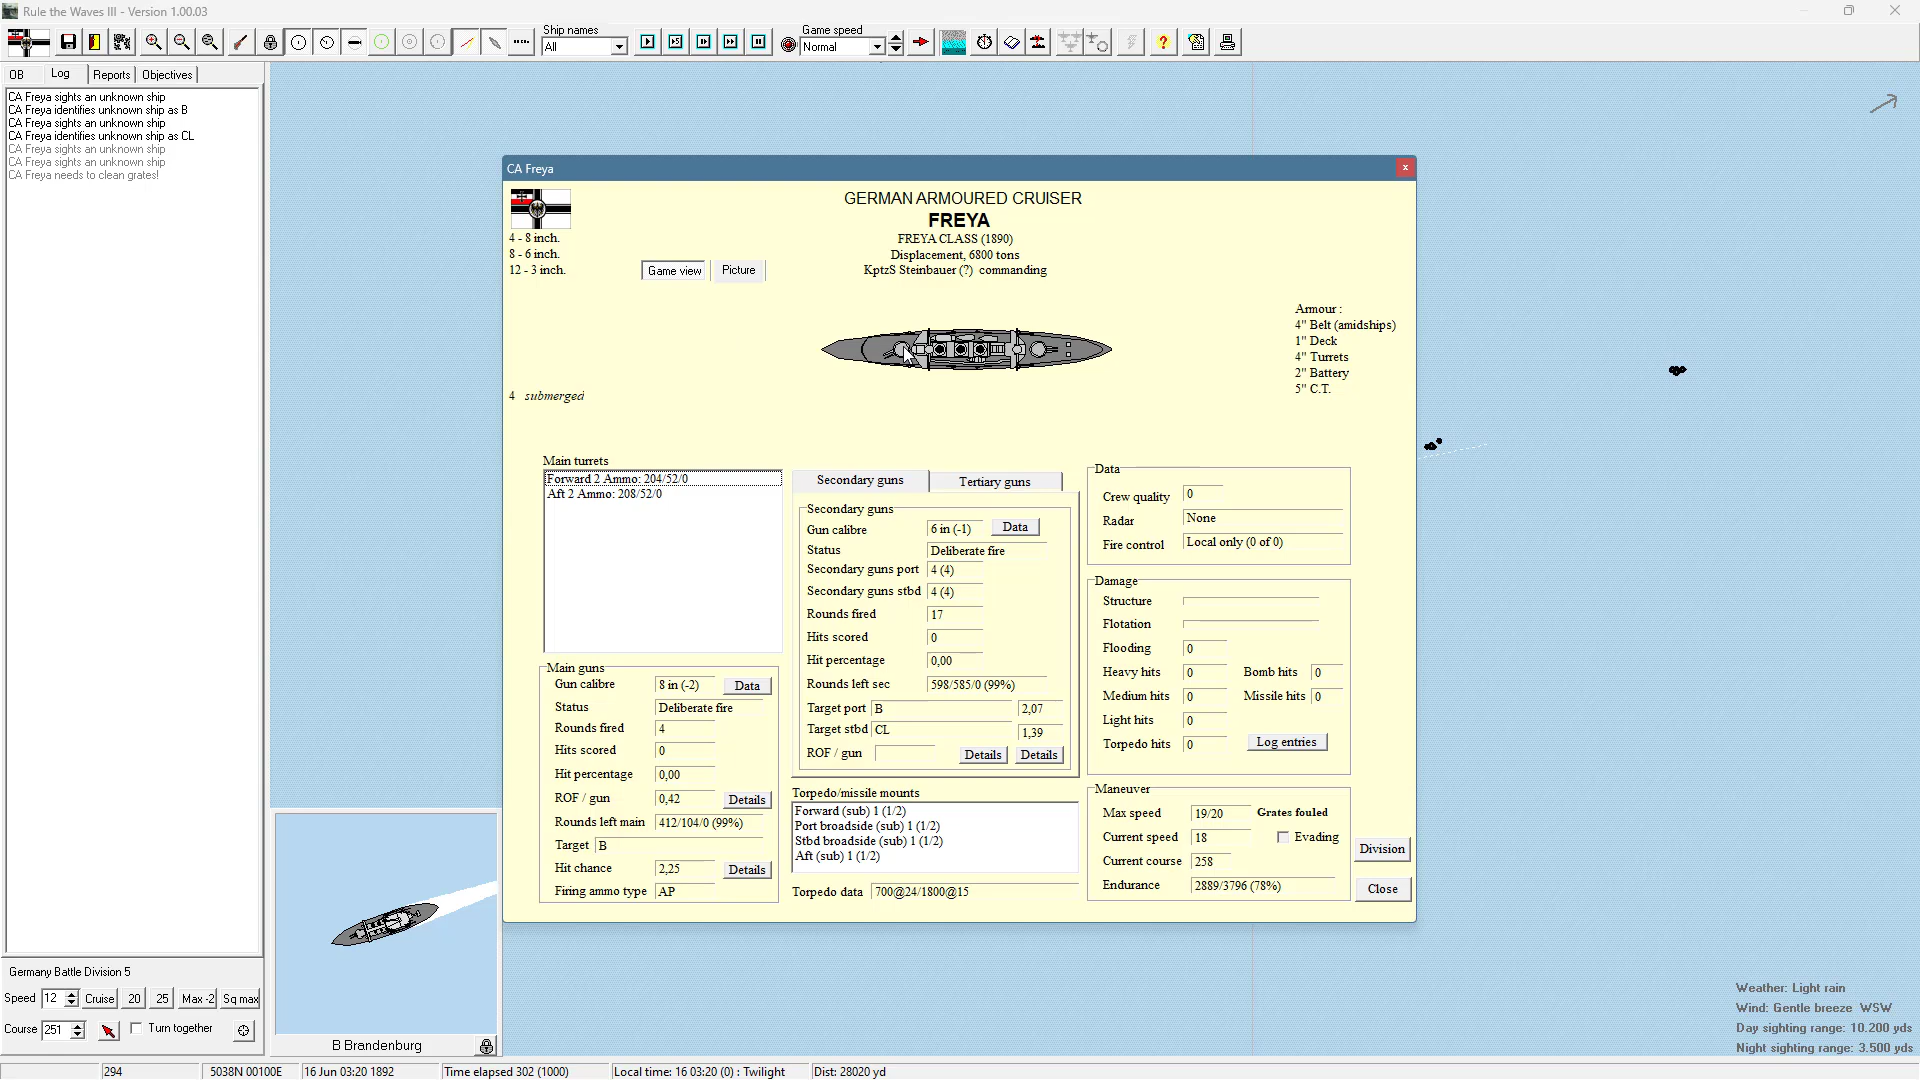 Rule the Waves III - Version 1.00.03
Ship names
All
Game speed
Normal
OB
Log
Reports
Objectives
CA Freya sights an unknown ship
CA Freya identifies unknown ship as B
CA Freya sights an unknown ship
CA Freya identifies unknown ship as CL
CA Freya sights an unknown ship
CA Freya sights an unknown ship
CA Freya needs to clean grates!
CA Freya
GERMAN ARMOURED CRUISER
FREYA
FREYA CLASS (1890)
Displacement, 6800 tons
KptzS Steinbauer (?) commanding
4 - 8 inch.
8 - 6 inch.
12 - 3 inch.
Game view
Picture
Armour :
4" Belt (amidships)
1" Deck
4" Turrets
2" Battery
5" C.T.
4 submerged
Main turrets
Forward 2 Ammo: 204/52/0
Aft 2 Ammo: 208/52/0
Main guns
Gun calibre 8 in (-2) Data
Status Deliberate fire
Rounds fired 4
Hits scored 0
Hit percentage 0,00
ROF / gun 0,42 Details
Rounds left main 412/104/0 (99%)
Target B
Hit chance 2,25 Details
Firing ammo type AP
Secondary guns
Tertiary guns
Secondary guns
Gun calibre 6 in (-1) Data
Status Deliberate fire
Secondary guns port 4 (4)
Secondary guns stbd 4 (4)
Rounds fired 17
Hits scored 0
Hit percentage 0,00
Rounds left sec 598/585/0 (99%)
Target port B 2,07
Target stbd CL 1,39
ROF / gun Details Details
Torpedo/missile mounts
Forward (sub) 1 (1/2)
Port broadside (sub) 1 (1/2)
Stbd broadside (sub) 1 (1/2)
Aft (sub) 1 (1/2)
Torpedo data 700@24/1800@15
Data
Crew quality 0
Radar None
Fire control Local only (0 of 0)
Damage
Structure
Flotation
Flooding 0
Heavy hits 0 Bomb hits 0
Medium hits 0 Missile hits 0
Light hits 0
Torpedo hits 0 Log entries
Maneuver
Max speed 19/20 Grates fouled
Current speed 18 Evading
Current course 258
Endurance 2889/3796 (78%)
Division
Close
Germany Battle Division 5
Speed 12 Cruise 20 25 Max -2 Sq max
Course 251 Turn together
B Brandenburg
Weather: Light rain
Wind: Gentle breeze WSW
Day sighting range: 10.200 yds
Night sighting range: 3.500 yds
294
5038N 00100E
16 Jun 03:20 1892
Time elapsed 302 (1000)
Local time: 16 03:20 (0) : Twilight
Dist: 28020 yd